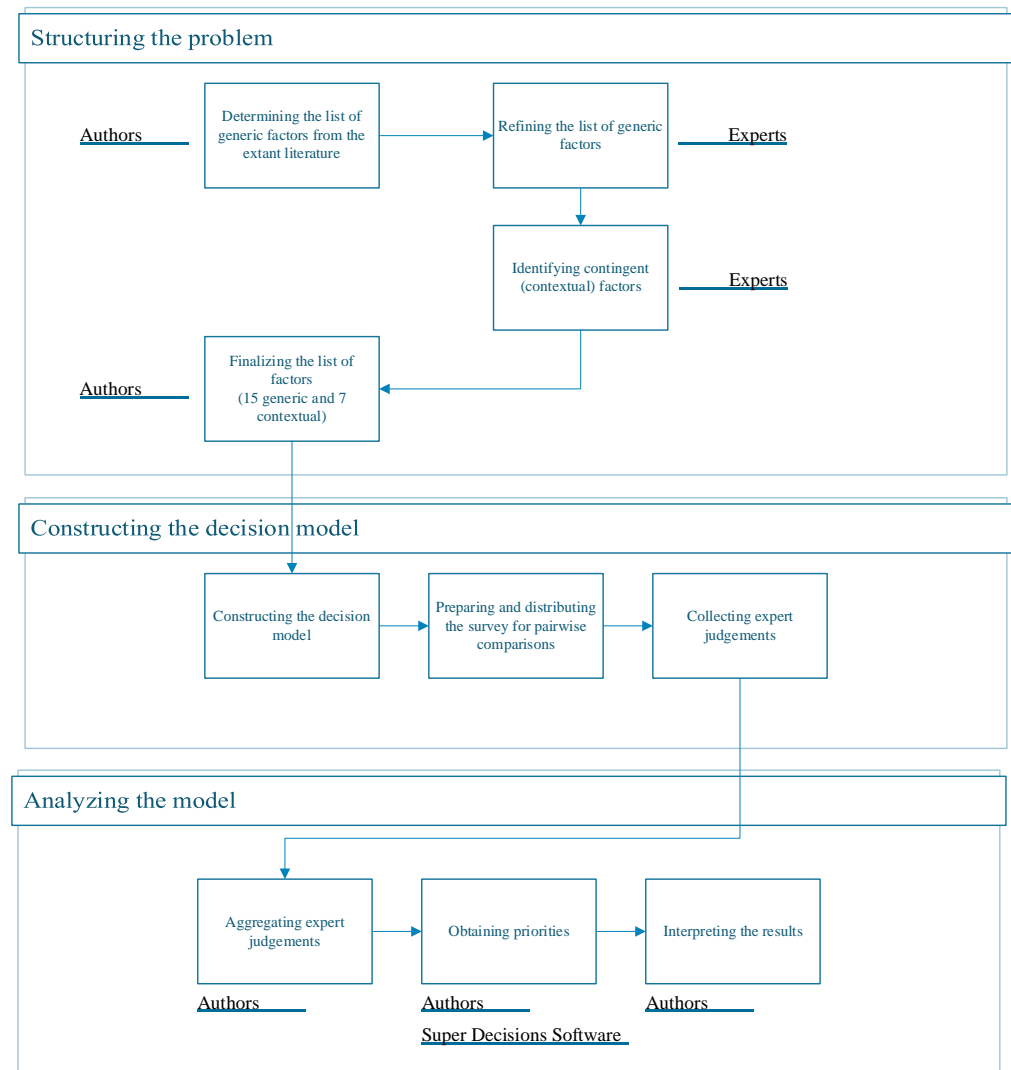 Structuring the problem
Authors
Determining the list of
generic factors from the
extant literature
Refining the list of generic
factors
Experts
Identifying contingent
(contextual) factors
Experts
Authors
Finalizing the list of
factors
(15 generic and 7
contextual)
Constructing the decision model
Constructing the decision
model
Preparing and distributing
the survey for pairwise
comparisons
Collecting expert
judgements
Analyzing the model
Aggregating expert
judgements
Obtaining priorities
Interpreting the results
Authors
Authors
Authors
Super Decisions Software